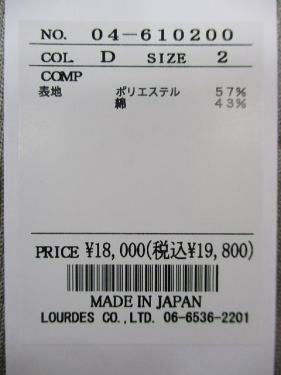 NO. 04-610200
COL. D SIZE 2
COMP
表地 ポリエステル 57%
綿 43%
PRICE ¥18,000(税込¥19,800)
MADE IN JAPAN
LOURDES CO.,LTD. 06-6536-2201